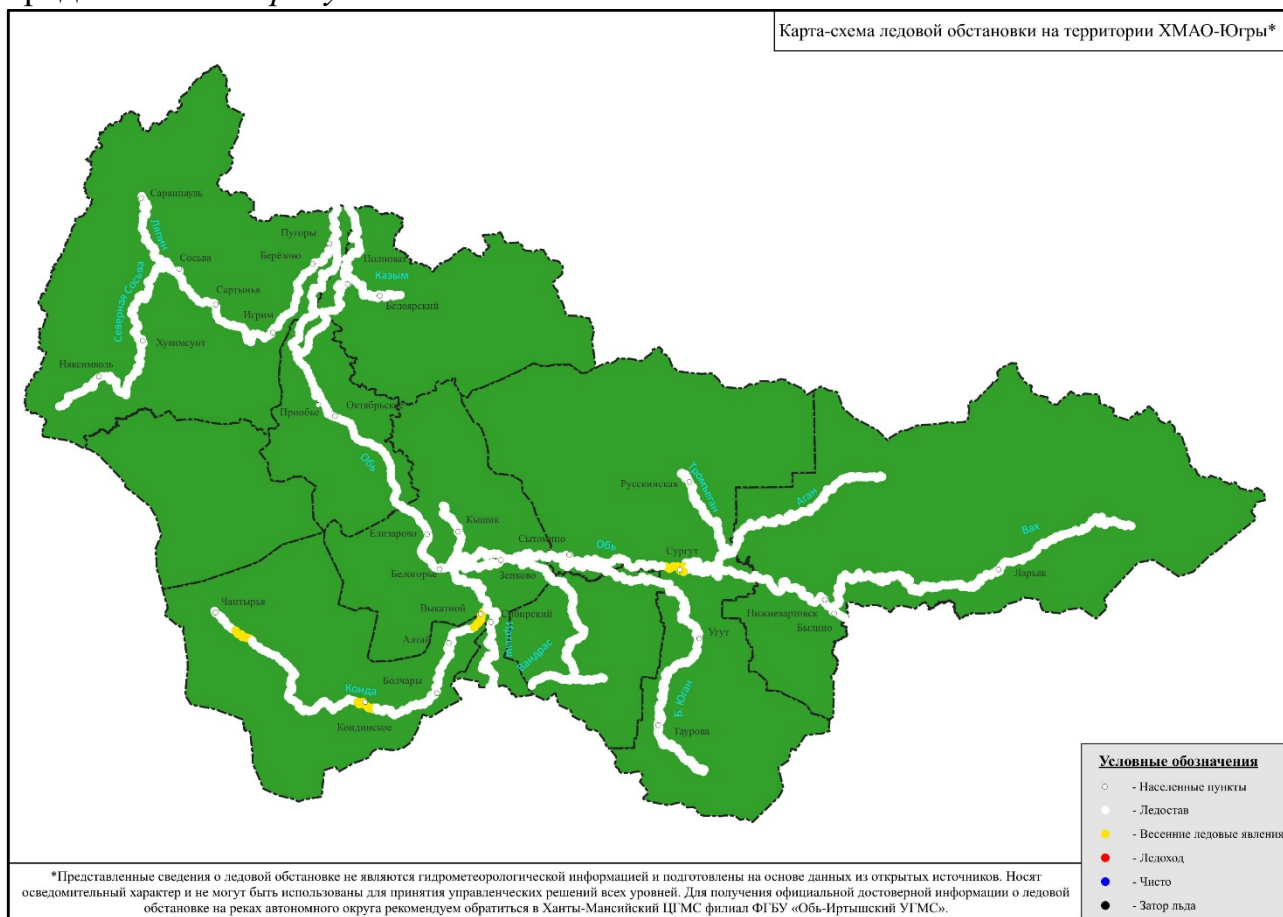 Карта-схема ледовой обстановки на территории ХМАО-Югры*
Саранпауль
Ляпин
Пугоры
Сосьва
Берёзово
Полноват
Казым
Северная Сосьва
Сартынья
Белоярский
Игрим
Хулимсунт
Няксимволь
Приобье
Октябрьское
Обь
Русскинская
Тромъеган
Аган
Кышик
Вах
Елизарово
Сытомино
Обь
Сургут
Белогорье
Зенково
Ларьяк
Чантырья
Выкатной
Сибирский
Нижневартовск
Былино
Алтай
Иртыш
Угут
Вандрас
Болчары
Конда
Б. Юган
Кондинское
Таурова
Условные обозначения
- Населенные пункты
- Ледостав
- Весенние ледовые явления
- Ледоход
- Чисто
- Затор льда
*Представленные сведения о ледовой обстановке не являются гидрометеорологической информацией и подготовлены на основе данных из открытых источников. Носят
осведомительный характер и не могут быть использованы для принятия управленческих решений всех уровней. Для получения официальной достоверной информации о ледовой
обстановке на реках автономного округа рекомендуем обратиться в Ханты-Мансийский ЦГМС филиал ФГБУ «Обь-Иртышский УГМС».